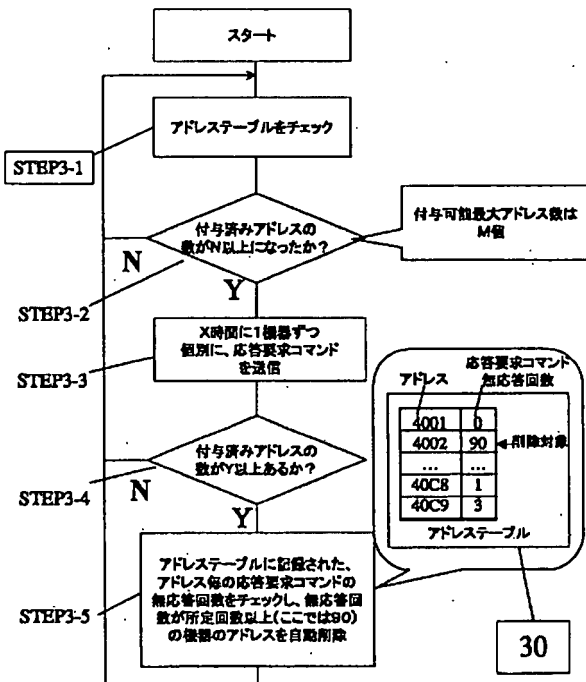 スタート
アドレステーブルをチェック
STEP3-1
付与済みアドレスの
数がN以上になったか？
付与可能最大アドレス数は
M個
N
Y
STEP3-2
X時間に1機器ずつ
個別に、応答要求コマンド
を送信
STEP3-3
付与済みアドレスの
数がY以上あるか？
N
Y
STEP3-4
アドレステーブルに記録された、
アドレス毎の応答要求コマンドの
無応答回数をチェックし、無応答回
数が所定回数以上(ここでは90)
の機器のアドレスを自動削除
STEP3-5
アドレス
応答要求コマンド
無応答回数
4001 0
4002 90 削除対象
... ...
40C8 1
40C9 3
アドレステーブル
30